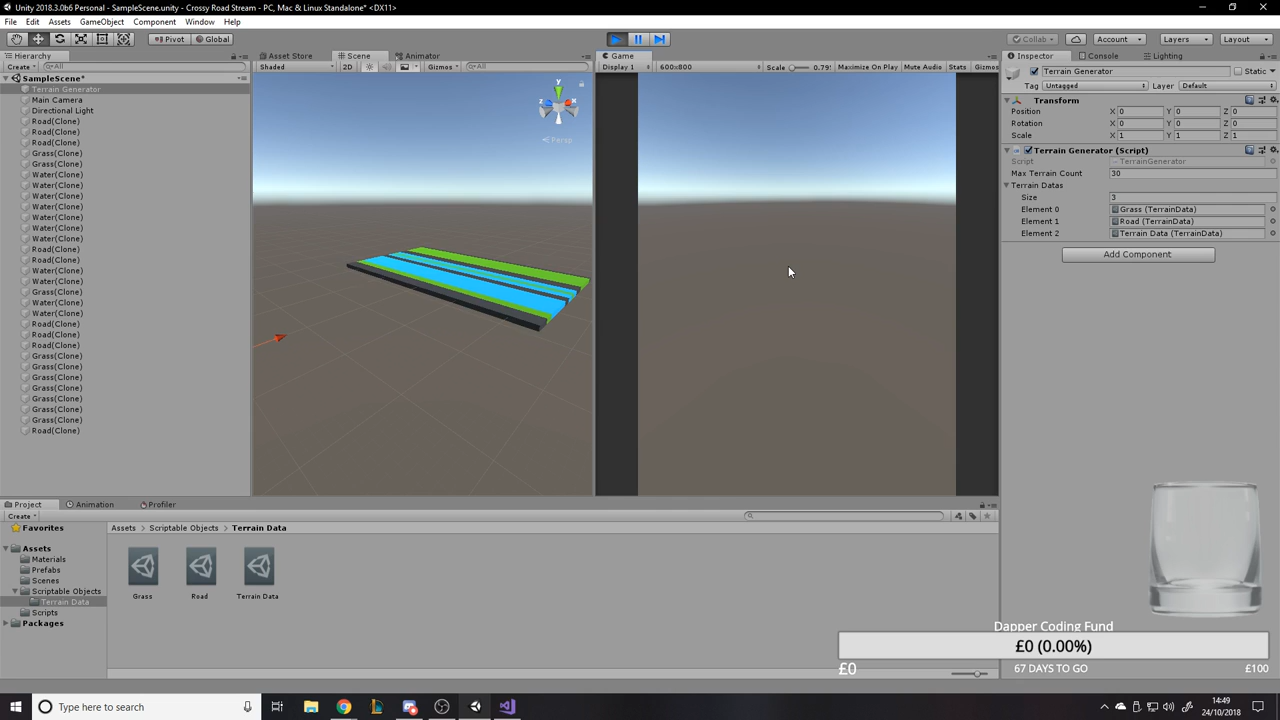 Unity 2018.3.0b6 Personal - SampleScene.unity - Crossy Road Stream - PC, Mac & Linux Standalone* <DX11>
File Edit Assets GameObject Component Window Help
Pivot Global Collab Account Layers Layout
Hierarchy
Create All
SampleScene*
Terrain Generator
Main Camera
Directional Light
Road(Clone)
Road(Clone)
Road(Clone)
Grass(Clone)
Grass(Clone)
Water(Clone)
Water(Clone)
Water(Clone)
Water(Clone)
Water(Clone)
Water(Clone)
Water(Clone)
Road(Clone)
Road(Clone)
Water(Clone)
Water(Clone)
Grass(Clone)
Water(Clone)
Water(Clone)
Road(Clone)
Road(Clone)
Road(Clone)
Grass(Clone)
Grass(Clone)
Grass(Clone)
Grass(Clone)
Grass(Clone)
Grass(Clone)
Grass(Clone)
Road(Clone)
Asset Store Scene Animator
Shaded 2D Gizmos All
y
z x
Persp
Game
Display 1 600x800 Scale 0.79 Maximize On Play Mute Audio Stats Gizmos
Inspector Console Lighting
Terrain Generator Static
Tag Untagged Layer Default
Transform
Position X 0 Y 0 Z 0
Rotation X 0 Y 0 Z 0
Scale X 1 Y 1 Z 1
Terrain Generator (Script)
Script TerrainGenerator
Max Terrain Count 30
Terrain Datas
Size 3
Element 0 Grass (TerrainData)
Element 1 Road (TerrainData)
Element 2 Terrain Data (TerrainData)
Add Component
Project Animation Profiler
Create
Favorites
Assets
Materials
Prefabs
Scenes
Scriptable Objects
Terrain Data
Scripts
Packages
Assets Scriptable Objects Terrain Data
Grass Road Terrain Data
Dapper Coding Fund
£0 (0.00%)
£0 67 DAYS TO GO £100
Type here to search
14:49
24/10/2018